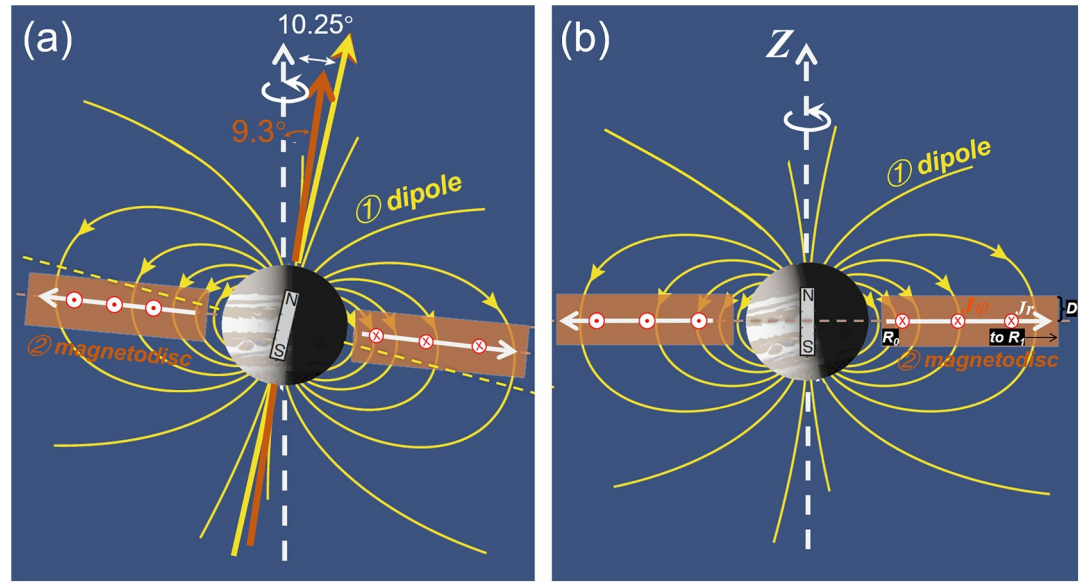 (a)
10.25°
9.3°
① dipole
N
S
② magnetodisc
(b)
Z
① dipole
N
S
Jφ
Jr
D
R₀
to R₁
② magnetodisc